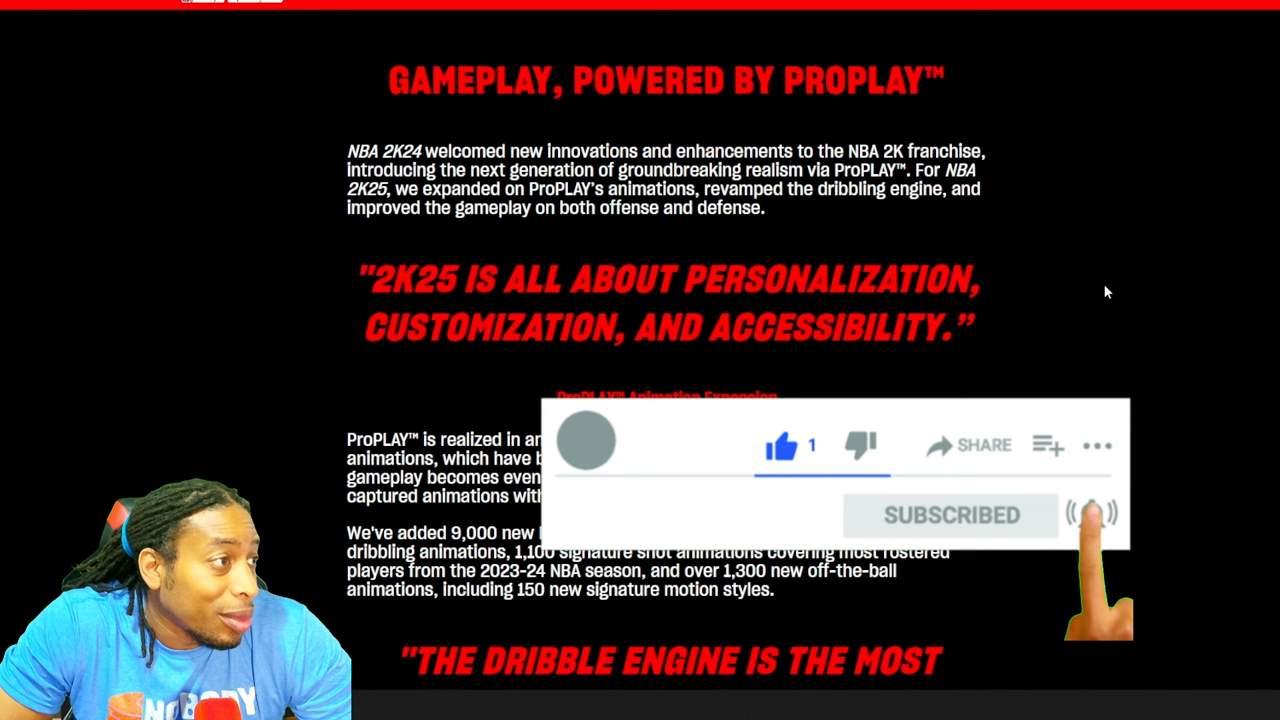 GAMEPLAY, POWERED BY PROPLAY™
NBA 2K24 welcomed new innovations and enhancements to the NBA 2K franchise,
introducing the next generation of groundbreaking realism via ProPLAY™. For NBA
2K25, we expanded on ProPLAY's animations, revamped the dribbling engine, and
improved the gameplay on both offense and defense.
"2K25 IS ALL ABOUT PERSONALIZATION,
CUSTOMIZATION, AND ACCESSIBILITY.”
ProPLAY™ Animation Expansion
ProPLAY™ is realized in
animations, which have
gameplay becomes even
captured animations
1 SHARE
SUBSCRIBED
We've added 9,000 new
dribbling animations, 1,100 signature shot animations covering most rostered
players from the 2023-24 NBA season, and over 1,300 new off-the-ball
animations, including 150 new signature motion styles.
"THE DRIBBLE ENGINE IS THE MOST
NOBODY